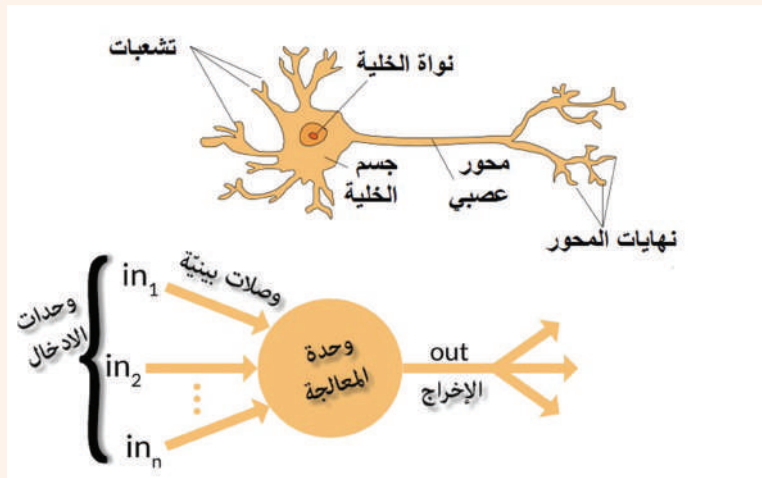 تشعبات
نواة الخلية
جسم
الخلية
محور
عصبي
نهايات المحور
وحدات
الادخال
in1
in2
inn
وصلات بينيّة
وحدة
المعالجة
out
الإخراج